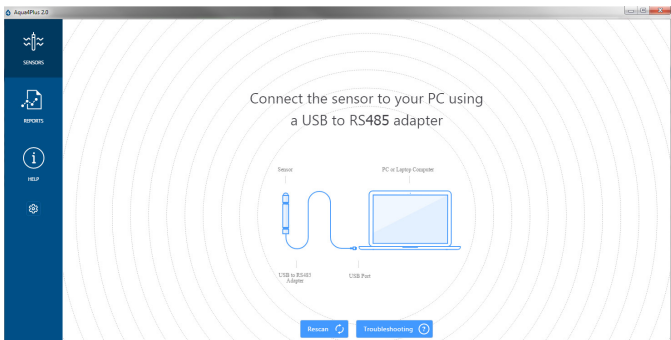 Aqua4Plus 2.0
SENSORS
REPORTS
HELP
Connect the sensor to your PC using
a USB to RS485 adapter
Sensor
PC or Laptop Computer
USB to RS485
Adapter
USB Port
Rescan
Troubleshooting ?